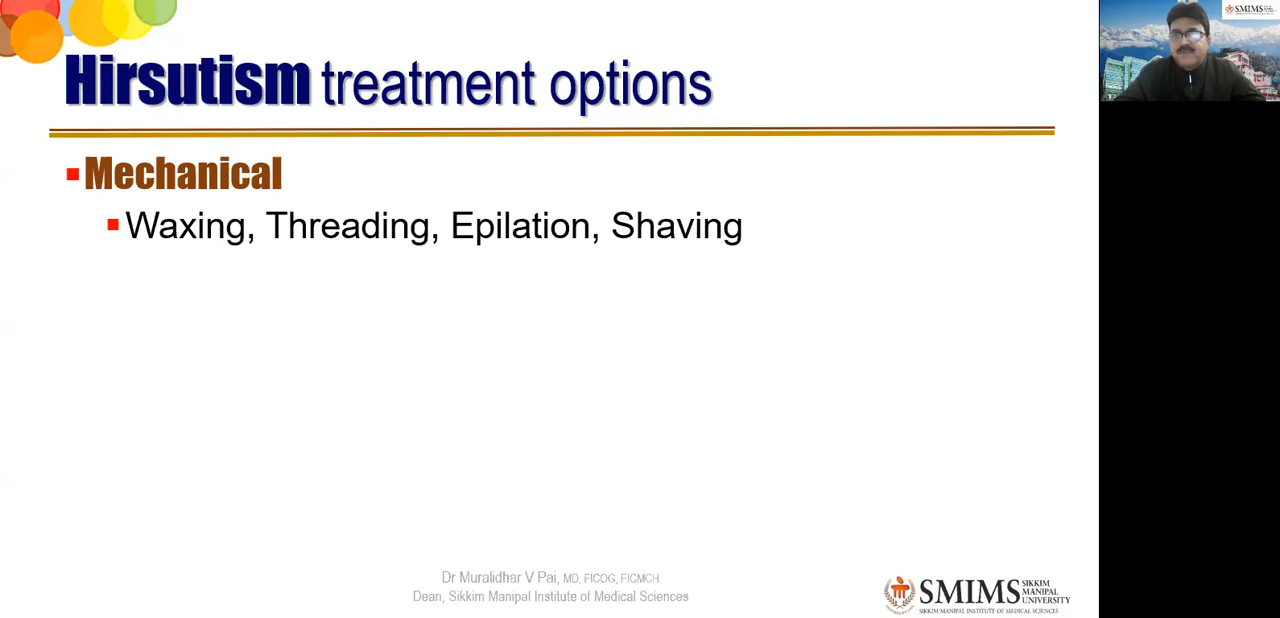 Hirsutism treatment options
Mechanical
Waxing, Threading, Epilation, Shaving
Dr Muralidhar V Pai, MD, FICOG, FICMCH
Dean, Sikkim Manipal Institute of Medical Sciences
SMIMS SIKKIM
MANIPAL
UNIVERSITY
SIKKIM MANIPAL INSTITUTE OF MEDICAL SCIENCES
SMIMS